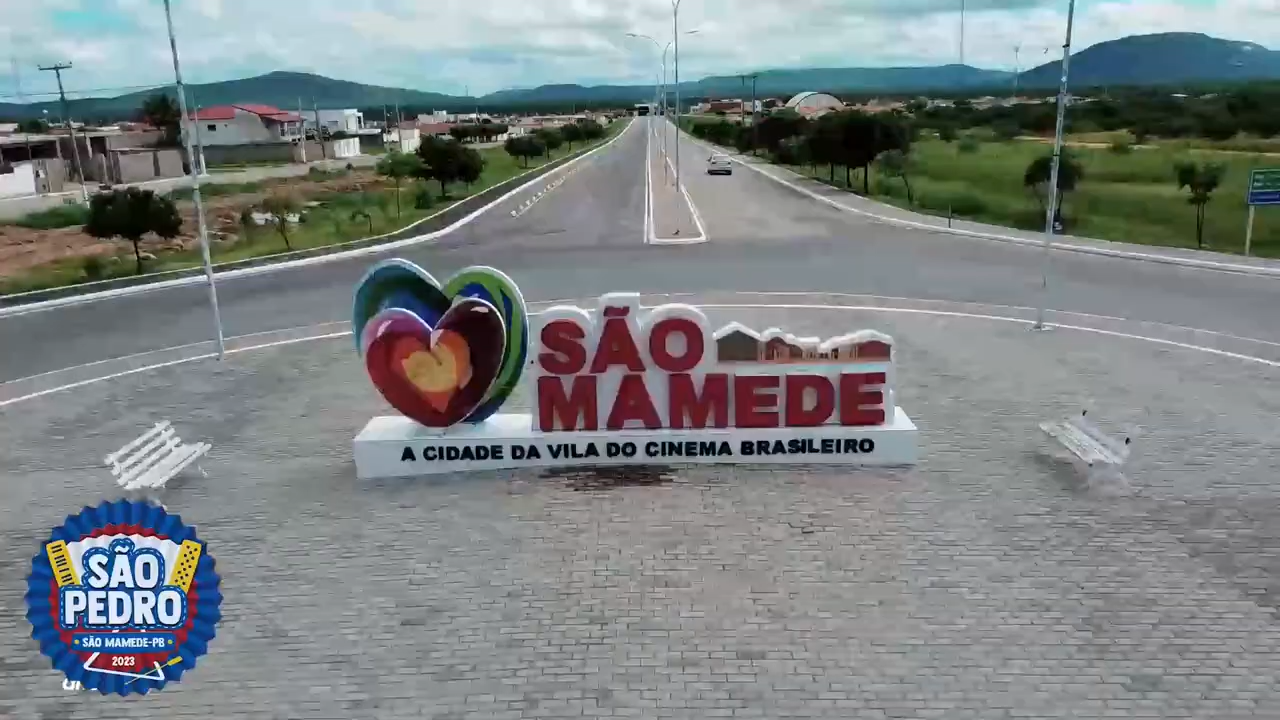 SÃO
MAMEDE
A CIDADE DA VILA DO CINEMA BRASILEIRO
SÃO
PEDRO
SÃO MAMEDE-PB
2023